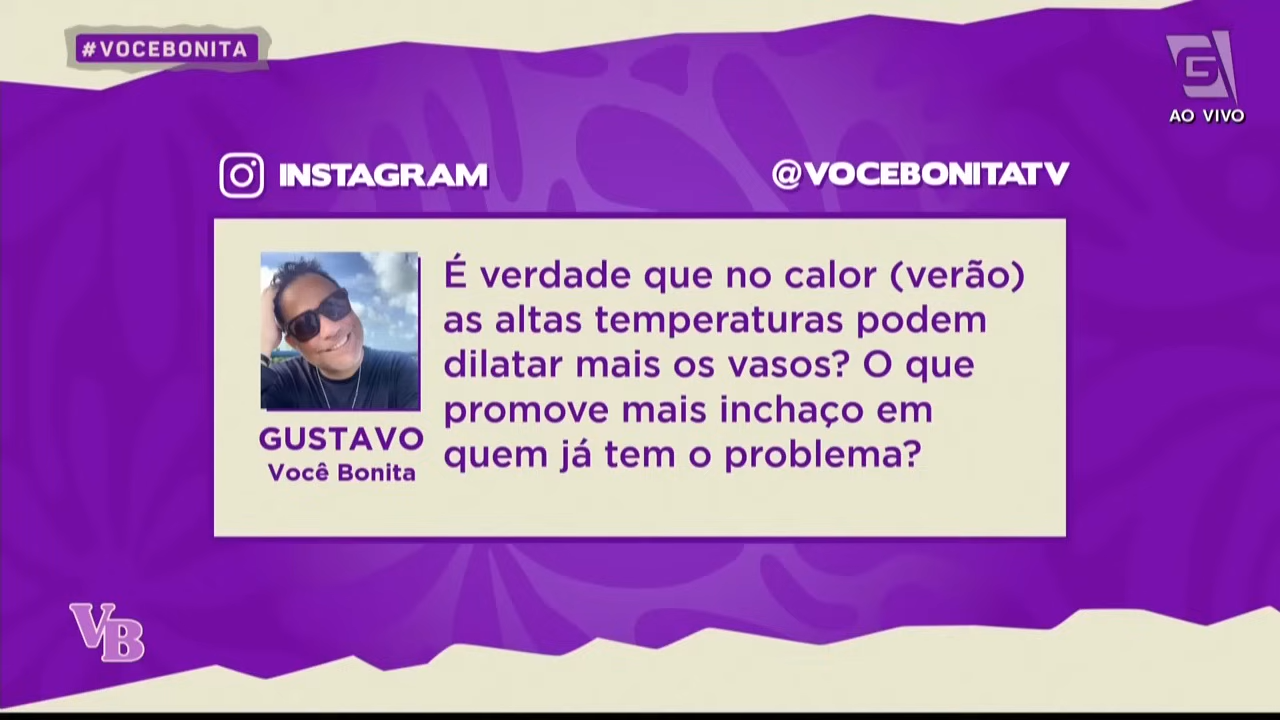 #VOCEBONITA
G
AO VIVO
INSTAGRAM
@VOCEBONITATV
É verdade que no calor (verão)
as altas temperaturas podem
dilatar mais os vasos? O que
promove mais inchaço em
quem já tem o problema?
GUSTAVO
Você Bonita
VB